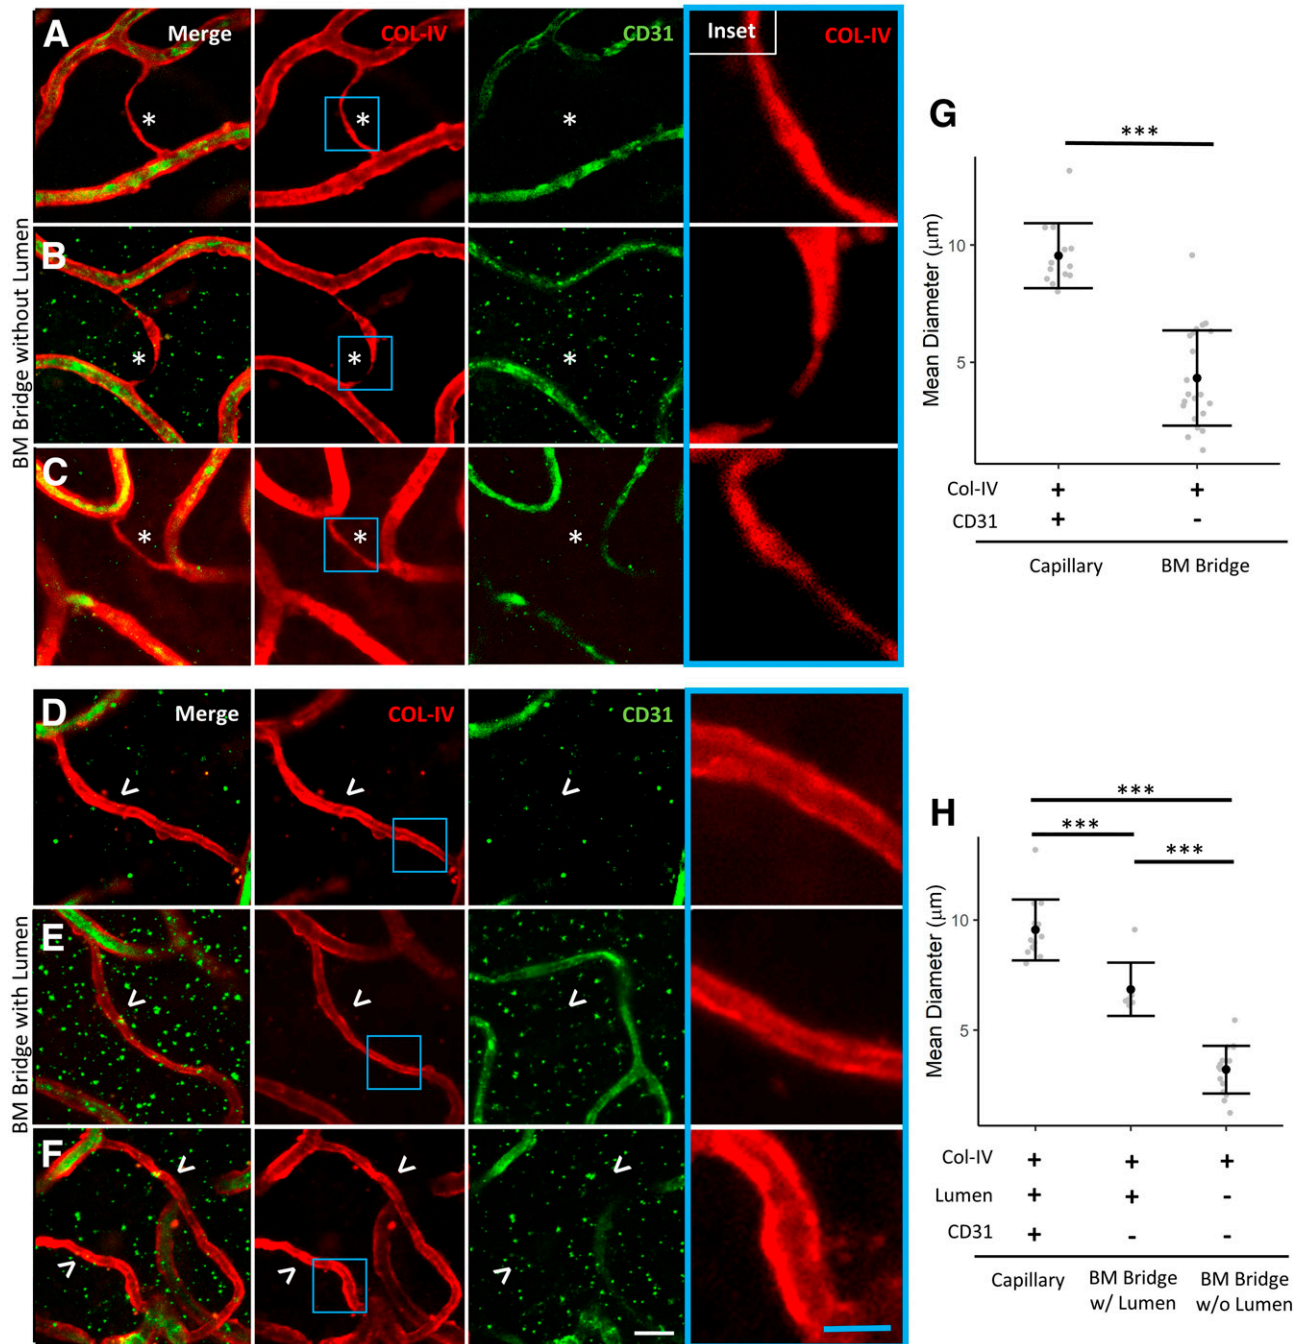 A
Merge
COL-IV
CD31
Inset
COL-IV
*
*
*
B
*
*
*
C
*
*
*
BM Bridge without Lumen
D
Merge
COL-IV
CD31
E
F
BM Bridge with Lumen
G
***
10
5
Mean Diameter (μm)
Col-IV + +
CD31 + -
Capillary BM Bridge
H
***
***
***
10
5
Mean Diameter (μm)
Col-IV + + +
Lumen + + -
CD31 + - -
Capillary BM Bridge BM Bridge
w/ Lumen w/o Lumen